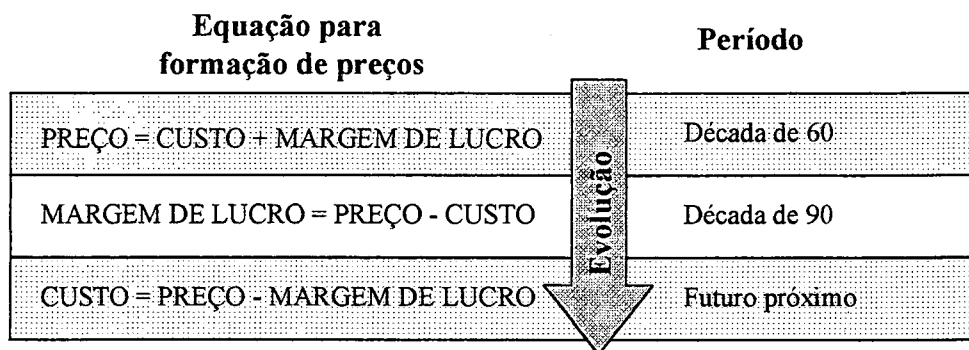 Equação para
formação de preços
Período
PREÇO = CUSTO + MARGEM DE LUCRO
Década de 60
MARGEM DE LUCRO = PREÇO - CUSTO
Década de 90
CUSTO = PREÇO - MARGEM DE LUCRO
Futuro próximo
Evolução